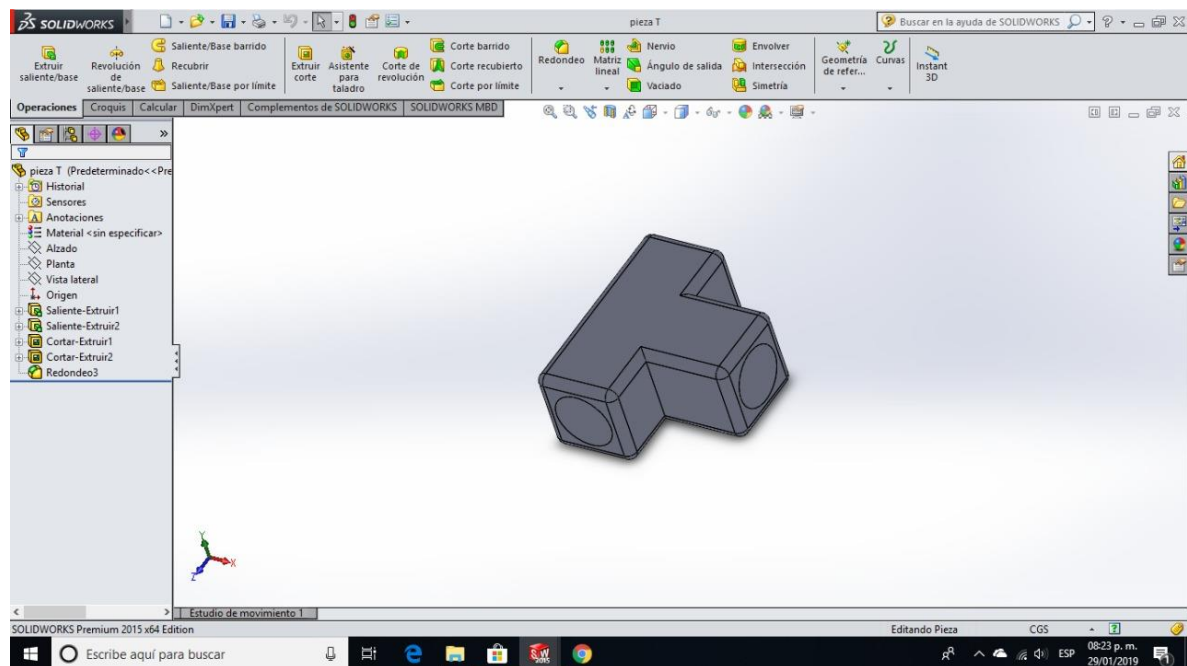 SOLIDWORKS
pieza T
Buscar en la ayuda de SOLIDWORKS
Extruir saliente/base
Revolución de saliente/base
Saliente/Base barrido
Recubrir
Saliente/Base por límite
Extruir corte
Asistente para taladro
Corte de revolución
Corte barrido
Corte recubierto
Corte por límite
Redondeo
Matriz lineal
Nervio
Ángulo de salida
Vaciado
Envolver
Intersección
Simetría
Geometría de refer...
Curvas
Instant 3D
Operaciones
Croquis
Calcular
DimXpert
Complementos de SOLIDWORKS
SOLIDWORKS MBD
pieza T (Predeterminado<<Pre
Historial
Sensores
Anotaciones
Material <sin especificar>
Alzado
Planta
Vista lateral
Origen
Saliente-Extruir1
Saliente-Extruir2
Cortar-Extruir1
Cortar-Extruir2
Redondeo3
Y
X
Z
Estudio de movimiento 1
SOLIDWORKS Premium 2015 x64 Edition
Editando Pieza
CGS
Escribe aquí para buscar
ESP
08:23 p. m.
29/01/2019